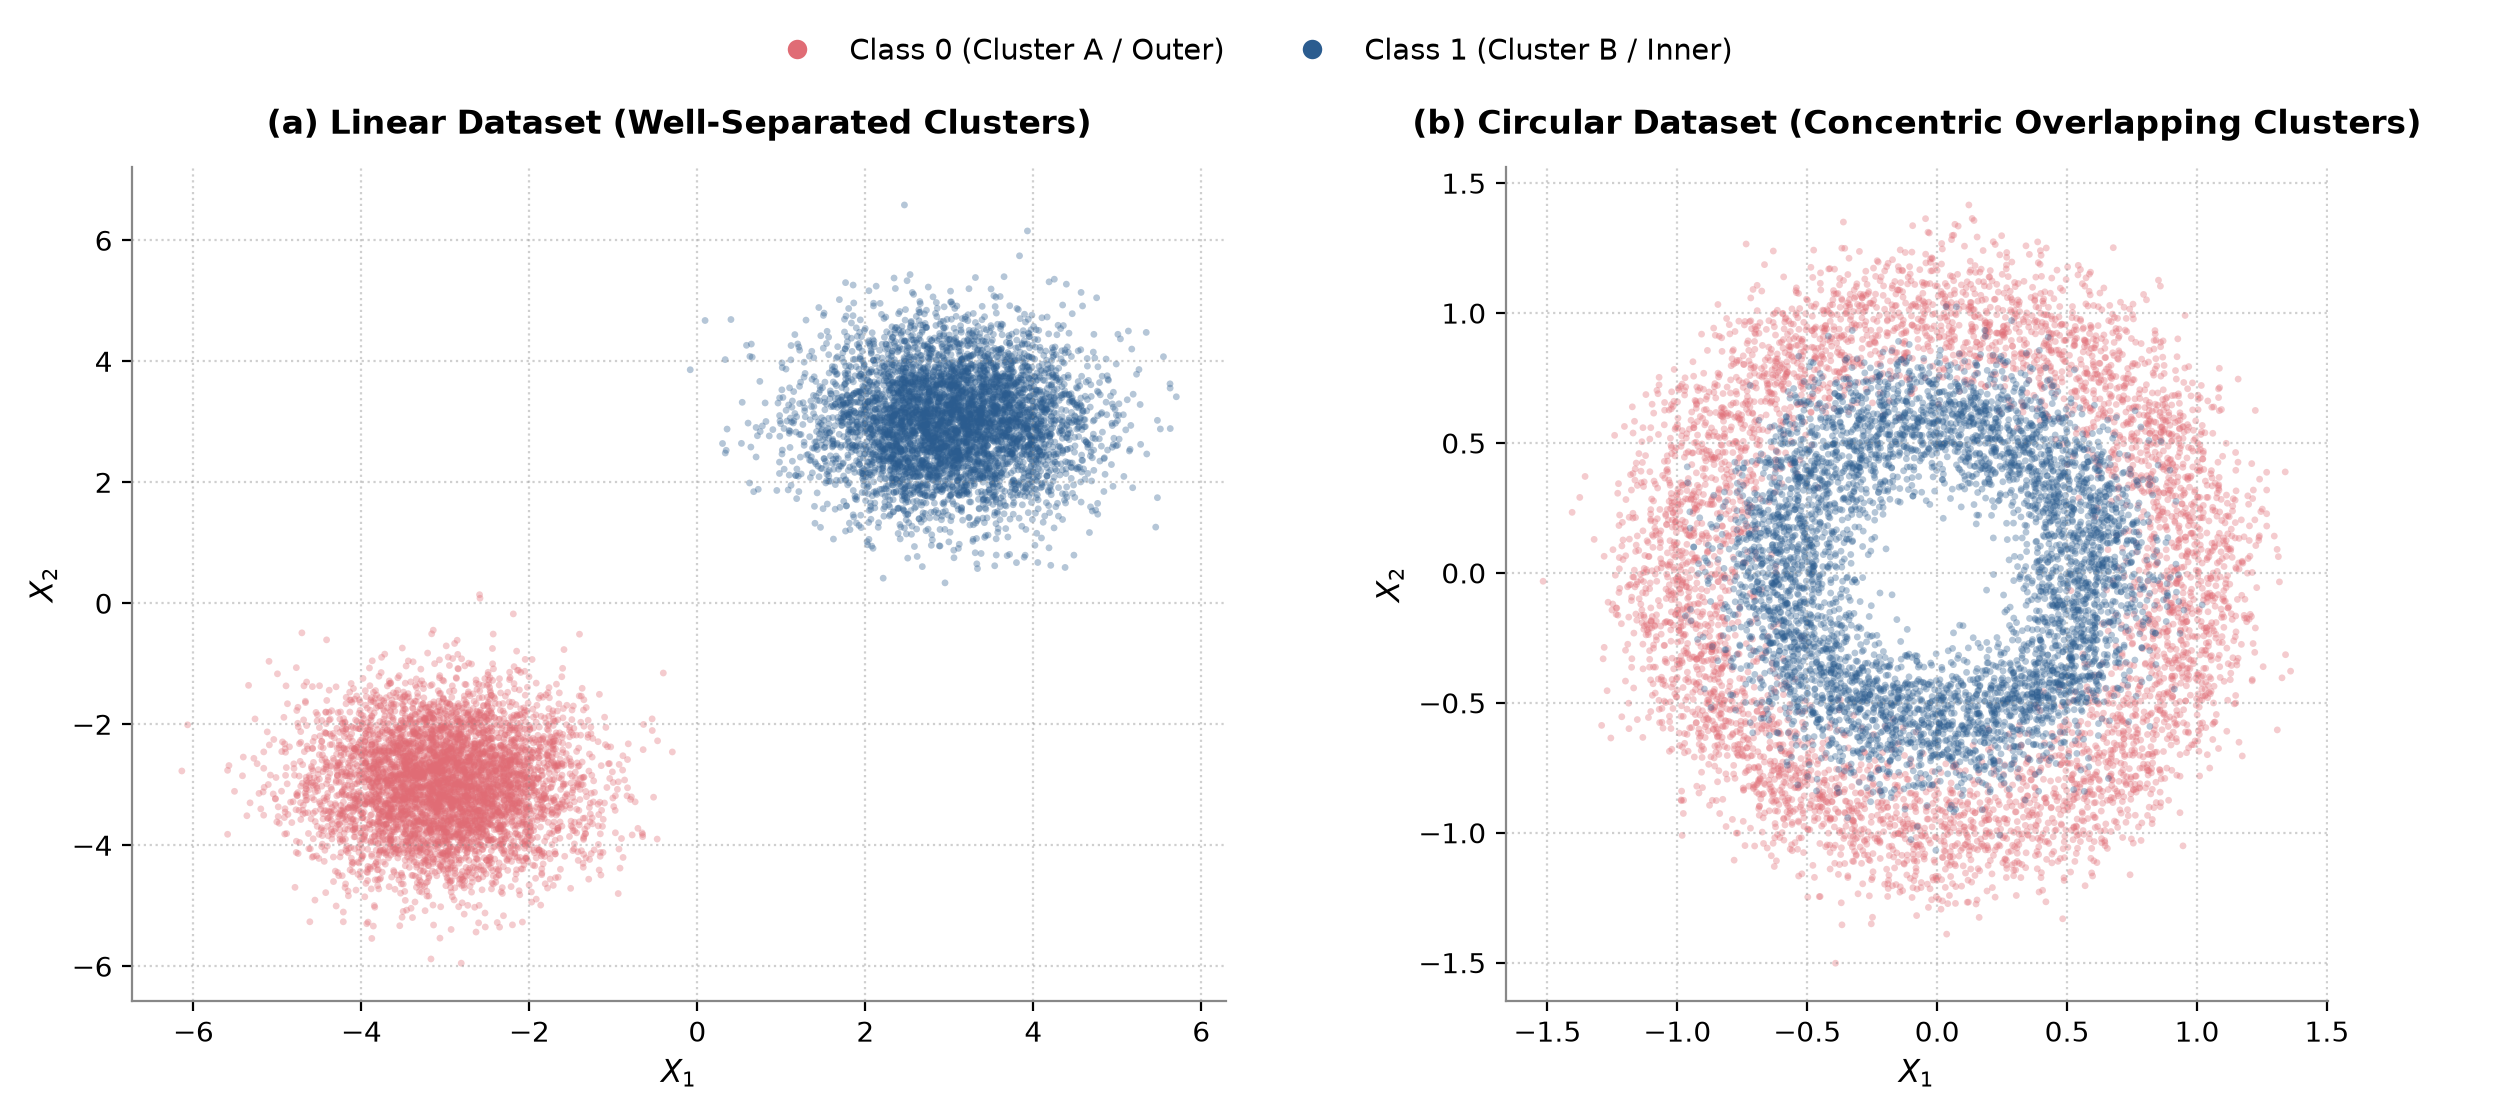 Class 0 (Cluster A / Outer)
Class 1 (Cluster B / Inner)
(a) Linear Dataset (Well-Separated Clusters)
6
4
2
0
−2
−4
−6
X₂
−6 −4 −2 0 2 4 6
X₁
(b) Circular Dataset (Concentric Overlapping Clusters)
1.5
1.0
0.5
0.0
−0.5
−1.0
−1.5
X₂
−1.5 −1.0 −0.5 0.0 0.5 1.0 1.5
X₁